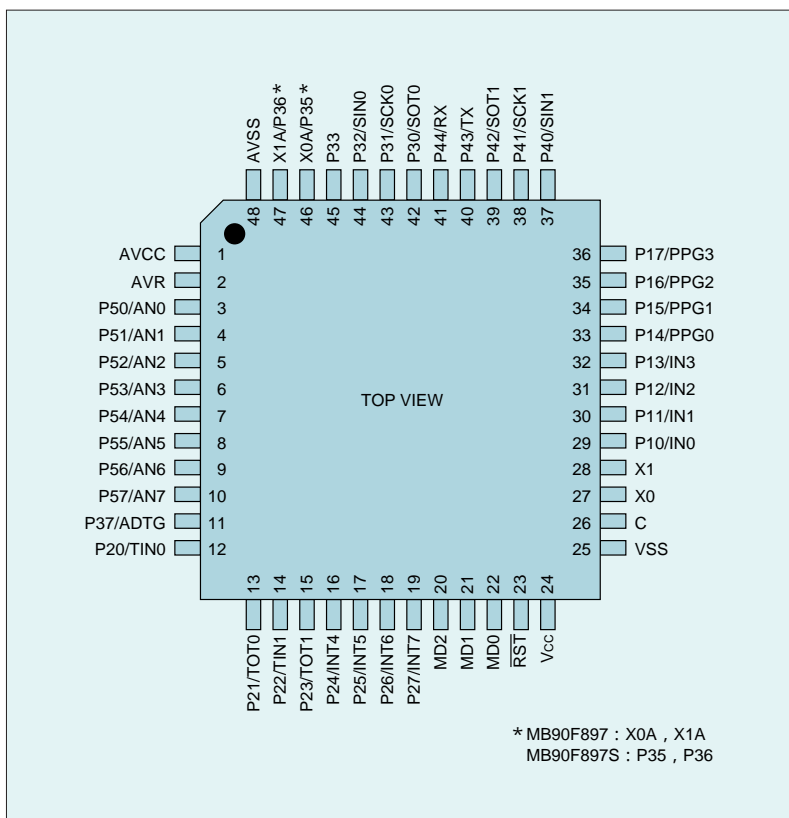 AVSS
X1A/P36*
X0A/P35*
P33
P32/SIN0
P31/SCK0
P30/SOT0
P44/RX
P43/TX
P42/SOT1
P41/SCK1
P40/SIN1
48
47
46
45
44
43
42
41
40
39
38
37
AVCC 1
AVR 2
P50/AN0 3
P51/AN1 4
P52/AN2 5
P53/AN3 6
P54/AN4 7
P55/AN5 8
P56/AN6 9
P57/AN7 10
P37/ADTG 11
P20/TIN0 12
TOP VIEW
36 P17/PPG3
35 P16/PPG2
34 P15/PPG1
33 P14/PPG0
32 P13/IN3
31 P12/IN2
30 P11/IN1
29 P10/IN0
28 X1
27 X0
26 C
25 VSS
13
14
15
16
17
18
19
20
21
22
23
24
P21/TOT0
P22/TIN1
P23/TOT1
P24/INT4
P25/INT5
P26/INT6
P27/INT7
MD2
MD1
MD0
RST
Vcc
* MB90F897 : X0A , X1A
MB90F897S : P35 , P36